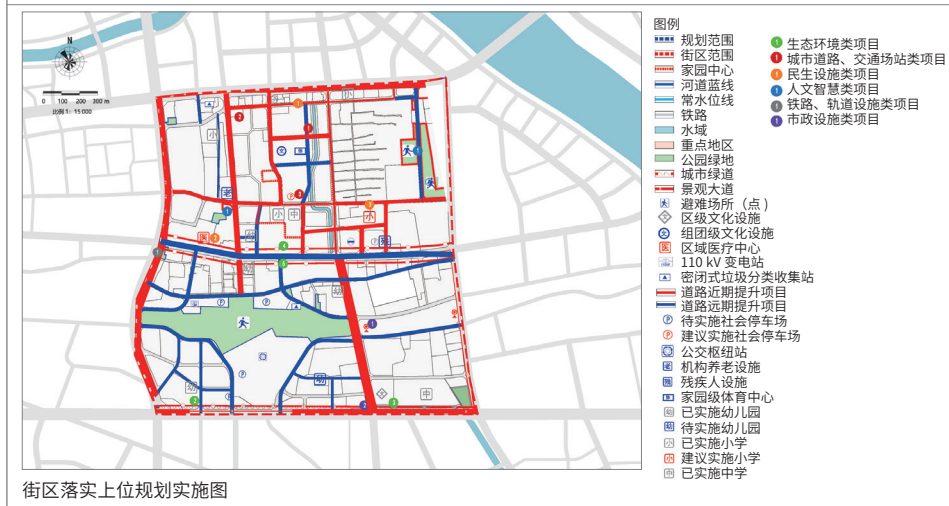 N
0 100 200 300 m
比例 1：15 000
图例
规划范围
街区范围
家园中心
河道蓝线
常水位线
铁路
水域
重点地区
公园绿地
城市绿道
景观大道
避难场所（点）
区级文化设施
组团级文化设施
区域医疗中心
110 kV 变电站
密闭式垃圾分类收集站
道路近期提升项目
道路远期提升项目
待实施社会停车场
建议实施社会停车场
公交枢纽站
机构养老设施
残疾人设施
家园级体育中心
已实施幼儿园
待实施幼儿园
已实施小学
建议实施小学
已实施中学
1 生态环境类项目
1 城市道路、交通场站类项目
1 民生设施类项目
1 人文智慧类项目
1 铁路、轨道设施类项目
1 市政设施类项目
街区落实上位规划实施图